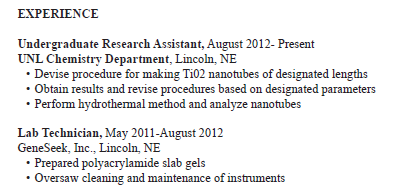 EXPERIENCE
Undergraduate Research Assistant, August 2012- Present
UNL Chemistry Department, Lincoln, NE
• Devise procedure for making Ti02 nanotubes of designated lengths
• Obtain results and revise procedures based on designated parameters
• Perform hydrothermal method and analyze nanotubes
Lab Technician, May 2011-August 2012
GeneSeek, Inc., Lincoln, NE
• Prepared polyacrylamide slab gels
• Oversaw cleaning and maintenance of instruments